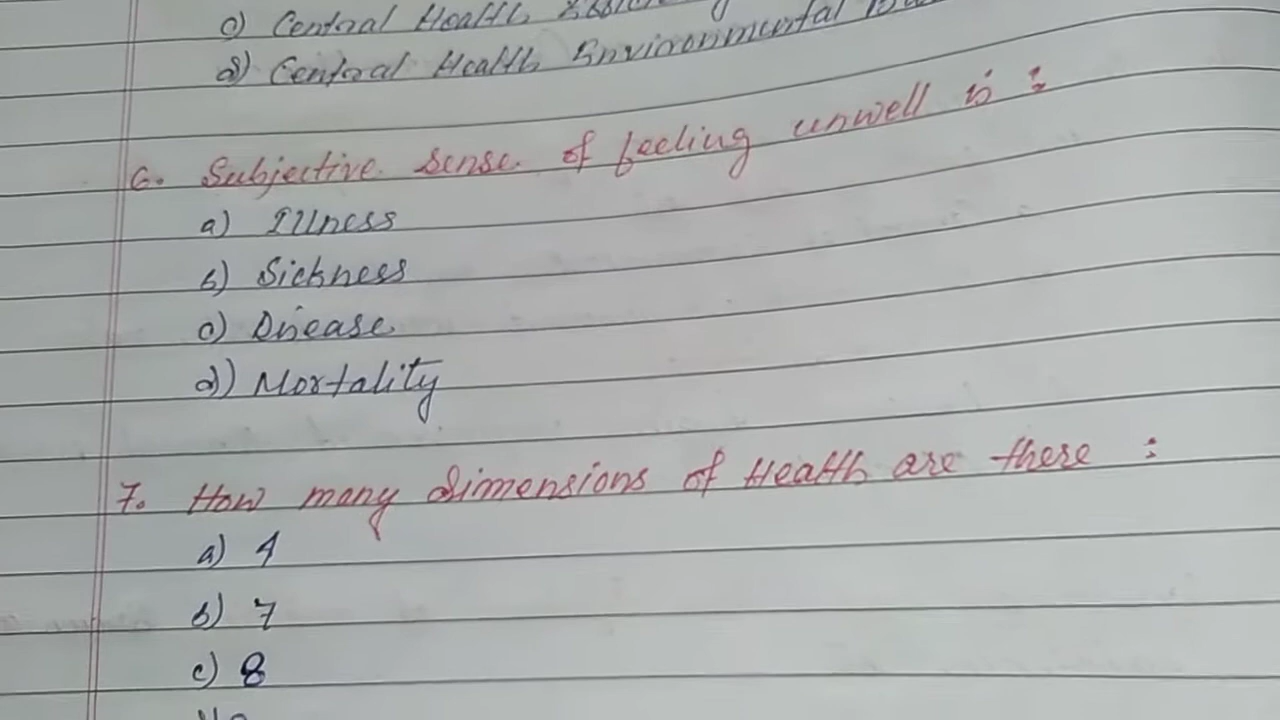 c) Central Health
d) Central Health Environmental
6. Subjective sense of feeling unwell is :
a) Illness
b) Sickness
c) Disease
d) Mortality
7. How many dimensions of Health are there :
a) 4
b) 7
c) 8